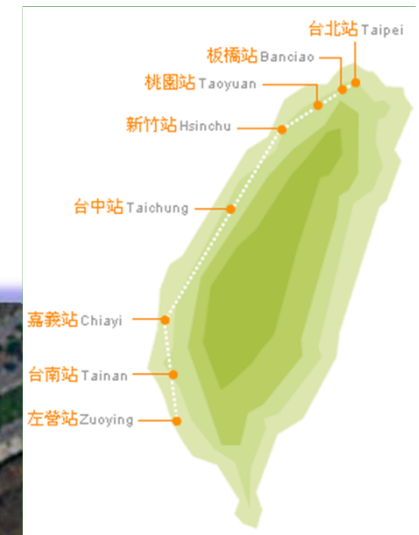 台北站 Taipei
板橋站 Banciao
桃園站 Taoyuan
新竹站 Hsinchu
台中站 Taichung
嘉義站 Chiayi
台南站 Tainan
左營站 Zuoying